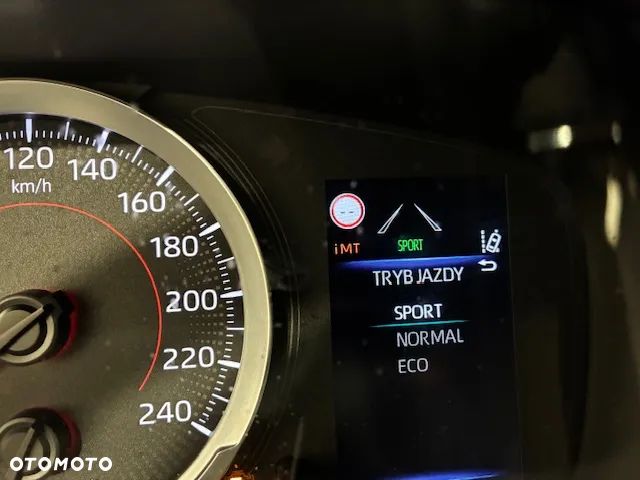 120
140
km/h
160
180
200
220
240
iMT
SPORT
TRYB JAZDY
SPORT
NORMAL
ECO
OTOMOTO